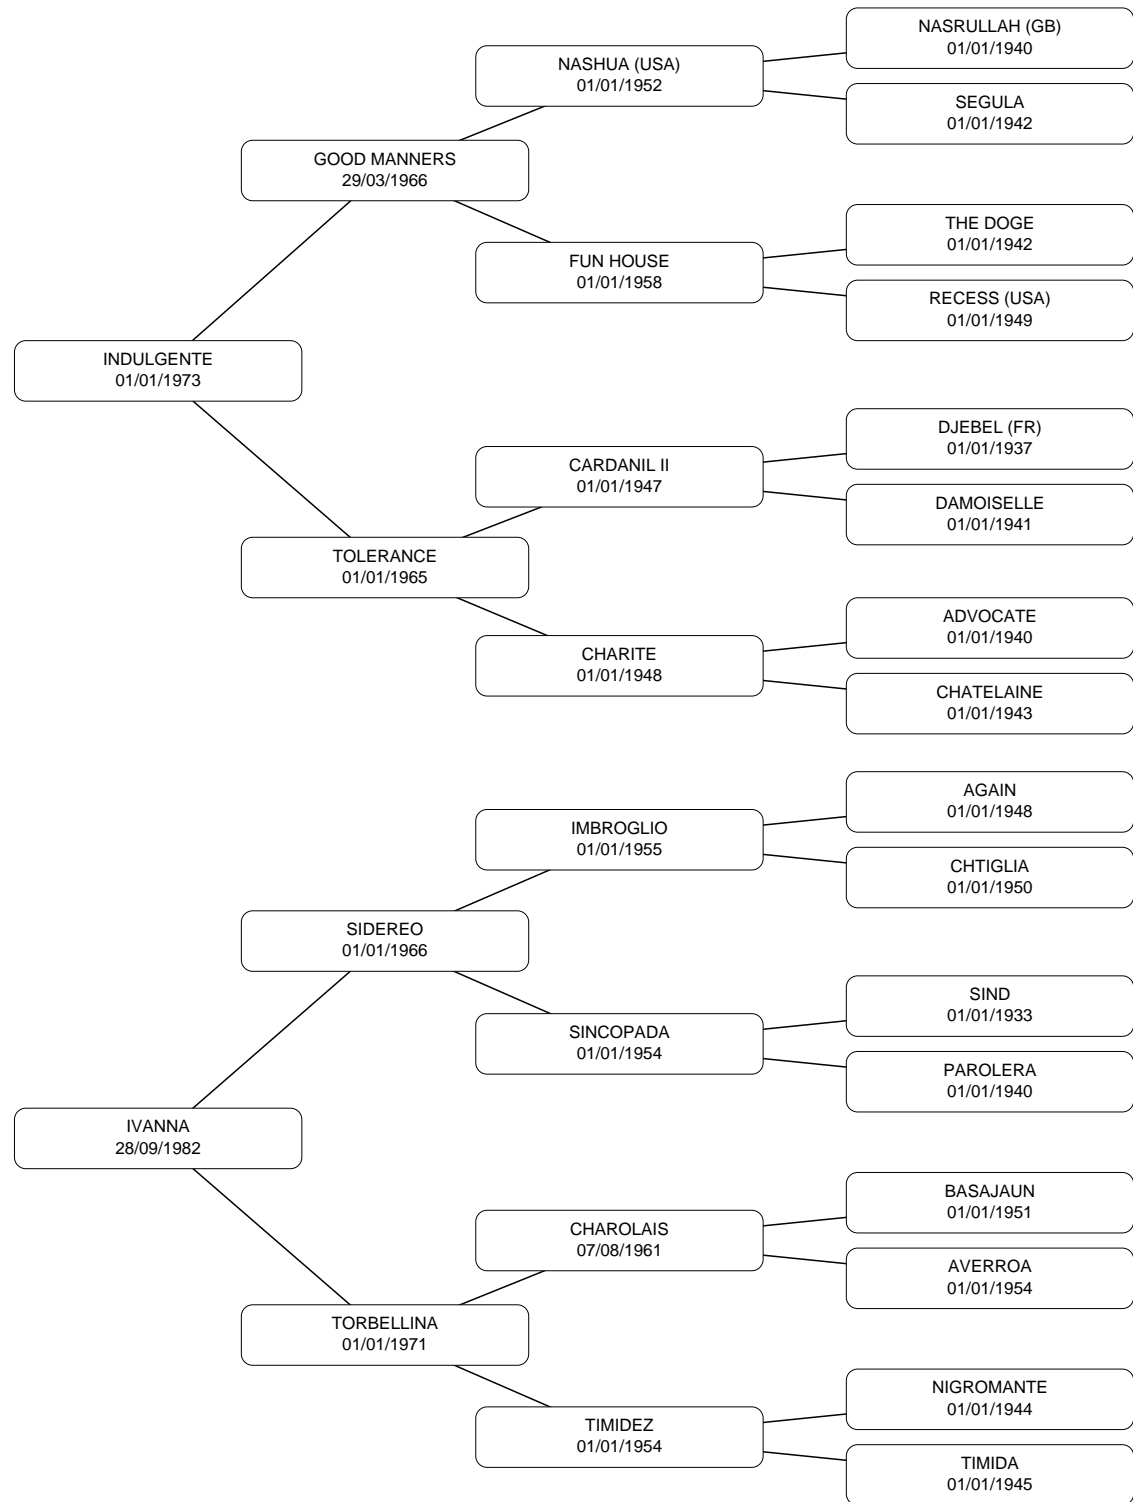 NASRULLAH (GB)
01/01/1940
NASHUA (USA)
01/01/1952
SEGULA
01/01/1942
GOOD MANNERS
29/03/1966
THE DOGE
01/01/1942
FUN HOUSE
01/01/1958
RECESS (USA)
01/01/1949
INDULGENTE
01/01/1973
DJEBEL (FR)
01/01/1937
CARDANIL II
01/01/1947
DAMOISELLE
01/01/1941
TOLERANCE
01/01/1965
ADVOCATE
01/01/1940
CHARITE
01/01/1948
CHATELAINE
01/01/1943
AGAIN
01/01/1948
IMBROGLIO
01/01/1955
CHTIGLIA
01/01/1950
SIDEREO
01/01/1966
SIND
01/01/1933
SINCOPADA
01/01/1954
PAROLERA
01/01/1940
IVANNA
28/09/1982
BASAJAUN
01/01/1951
CHAROLAIS
07/08/1961
AVERROA
01/01/1954
TORBELLINA
01/01/1971
NIGROMANTE
01/01/1944
TIMIDEZ
01/01/1954
TIMIDA
01/01/1945